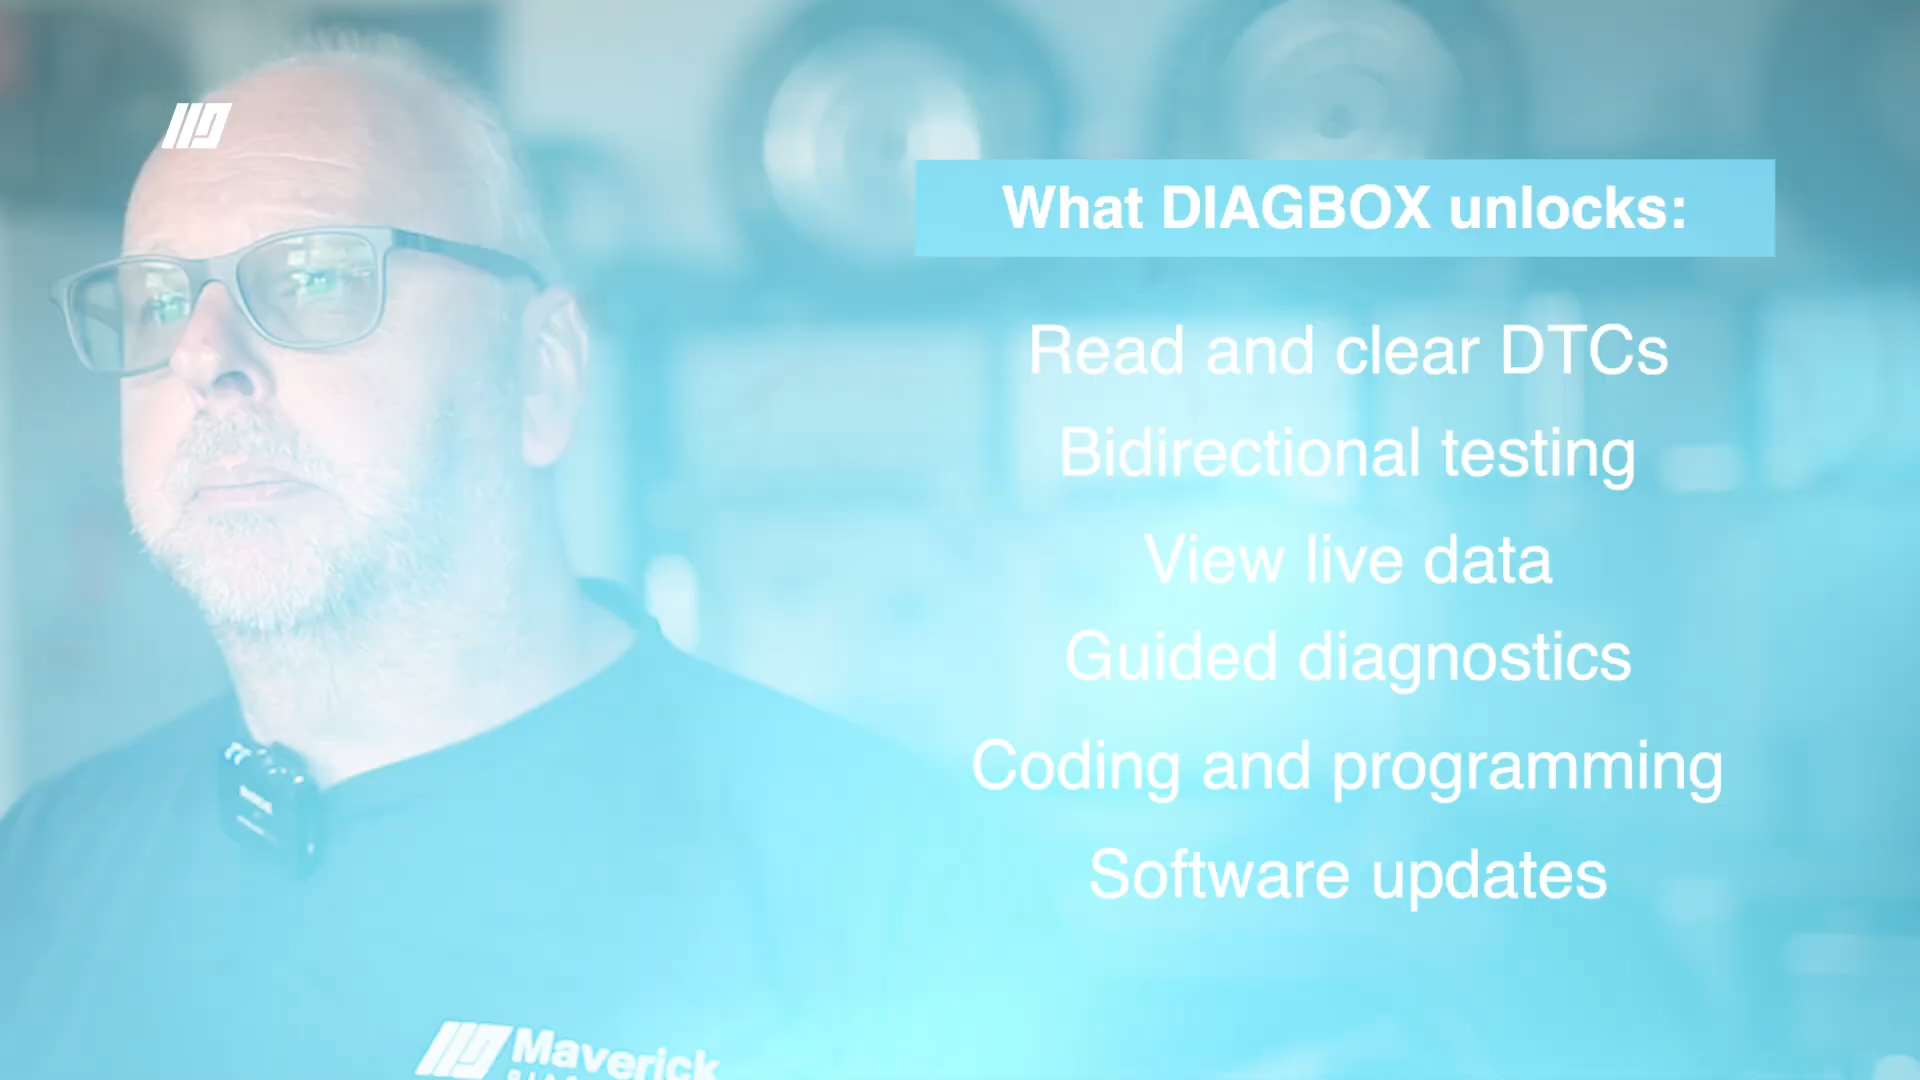 What DIAGBOX unlocks:
Read and clear DTCs
Bidirectional testing
View live data
Guided diagnostics
Coding and programming
Software updates
Maverick